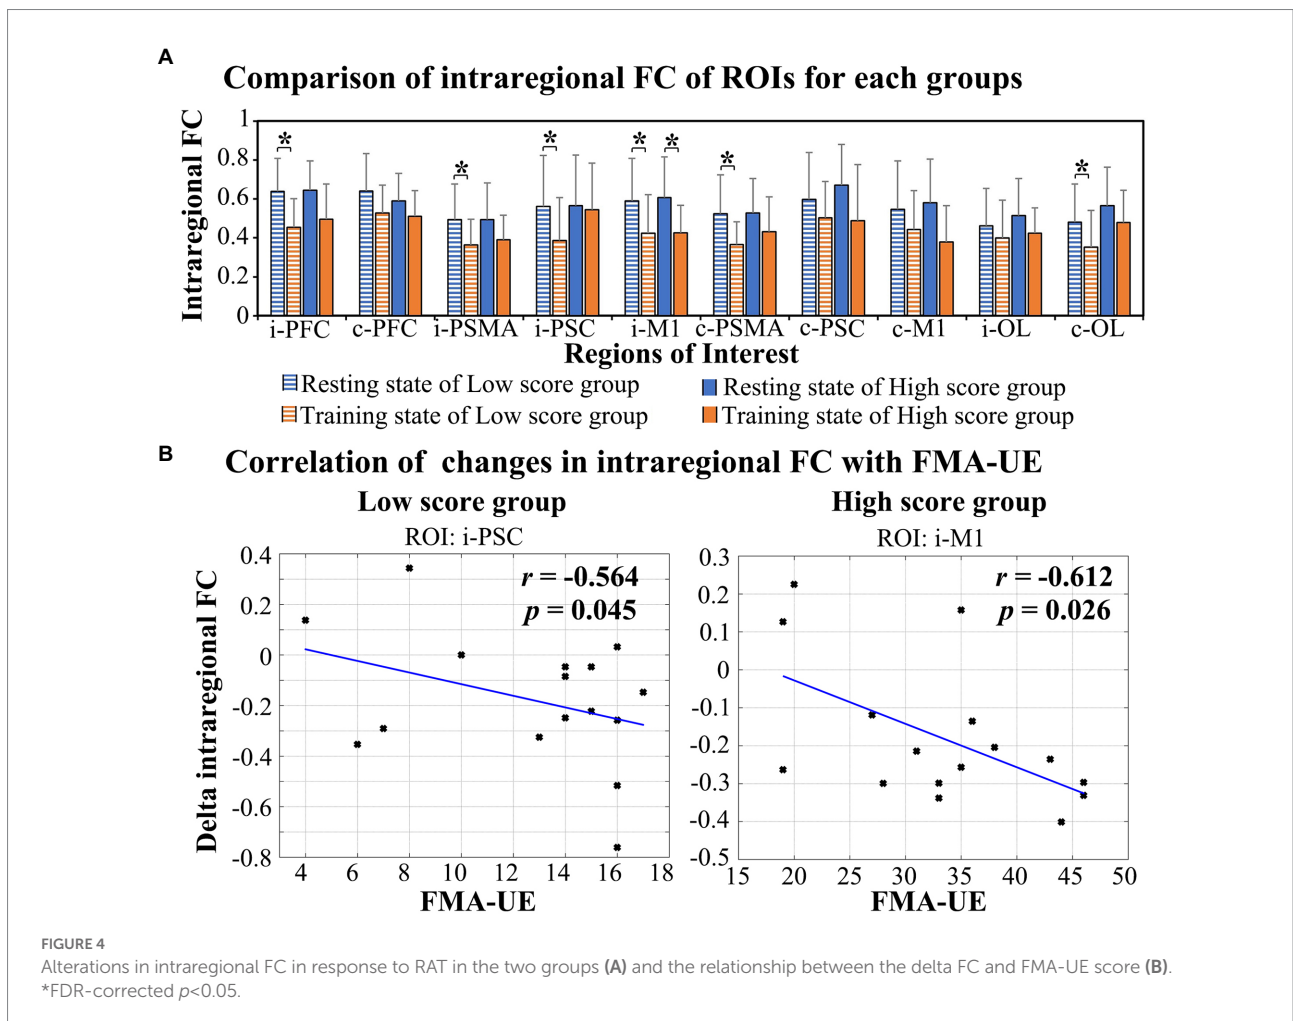 A
Comparison of intraregional FC of ROIs for each groups
Intraregional FC
1
0.8
0.6
0.4
0.2
0
* * * * * * *
i-PFC c-PFC i-PSMA i-PSC i-M1 c-PSMA c-PSC c-M1 i-OL c-OL
Regions of Interest
Resting state of Low score group Resting state of High score group
Training state of Low score group Training state of High score group
B
Correlation of changes in intraregional FC with FMA-UE
Low score group
ROI: i-PSC
r = -0.564
p = 0.045
Delta intraregional FC
0.4
0.2
0
-0.2
-0.4
-0.6
-0.8
4 6 8 10 12 14 16 18
FMA-UE
High score group
ROI: i-M1
r = -0.612
p = 0.026
0.3
0.2
0.1
0
-0.1
-0.2
-0.3
-0.4
-0.5
15 20 25 30 35 40 45 50
FMA-UE
FIGURE 4
Alterations in intraregional FC in response to RAT in the two groups (A) and the relationship between the delta FC and FMA-UE score (B).
*FDR-corrected p<0.05.